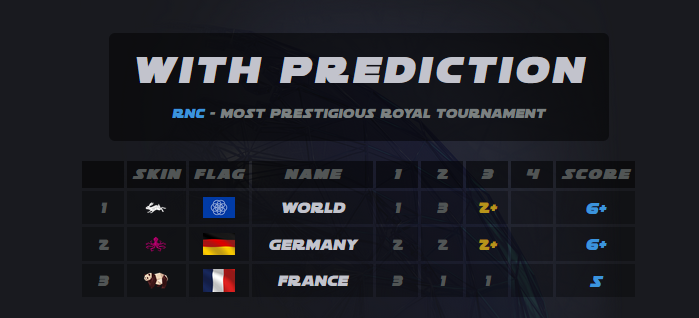 WITH PREDICTION
RNC - MOST PRESTIGIOUS ROYAL TOURNAMENT
SKIN FLAG NAME 1 2 3 4 SCORE
1 WORLD 1 3 2+ 6+
2 GERMANY 2 2 2+ 6+
3 FRANCE 3 1 1 5